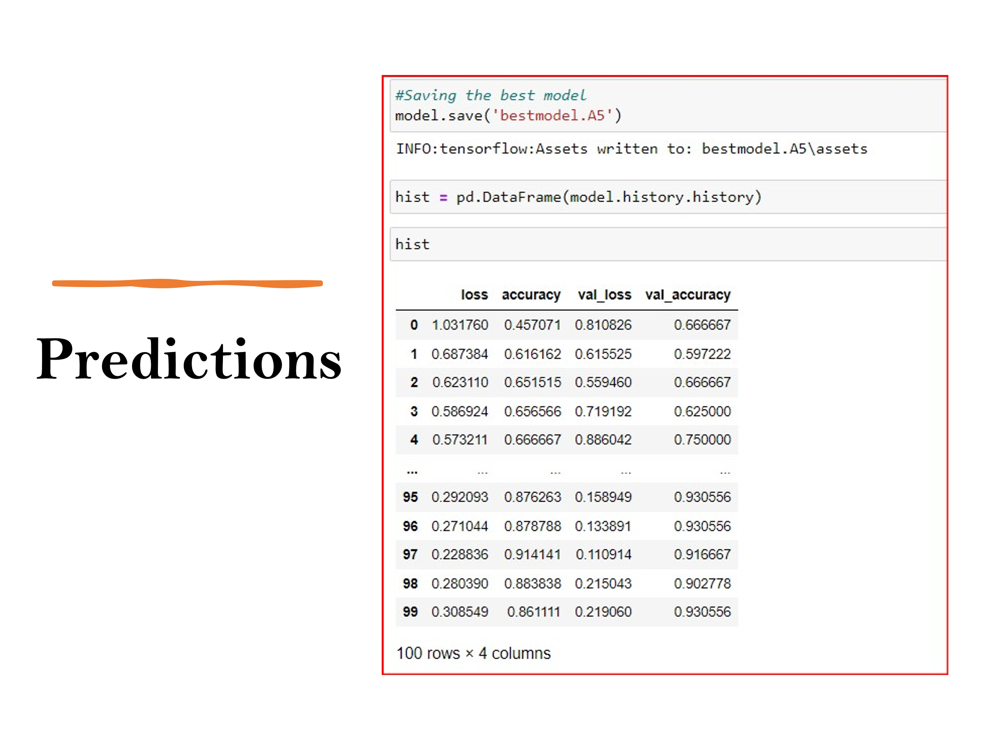 Predictions
#Saving the best model
model.save('bestmodel.A5')
INFO:tensorflow:Assets written to: bestmodel.A5\assets
hist = pd.DataFrame(model.history.history)
hist
loss accuracy val_loss val_accuracy
0 1.031760 0.457071 0.810826 0.666667
1 0.687384 0.616162 0.615525 0.597222
2 0.623110 0.651515 0.559460 0.666667
3 0.586924 0.656566 0.719192 0.625000
4 0.573211 0.666667 0.886042 0.750000
... ... ... ... ...
95 0.292093 0.876263 0.158949 0.930556
96 0.271044 0.878788 0.133891 0.930556
97 0.228836 0.914141 0.110914 0.916667
98 0.280390 0.883838 0.215043 0.902778
99 0.308549 0.861111 0.219060 0.930556
100 rows × 4 columns